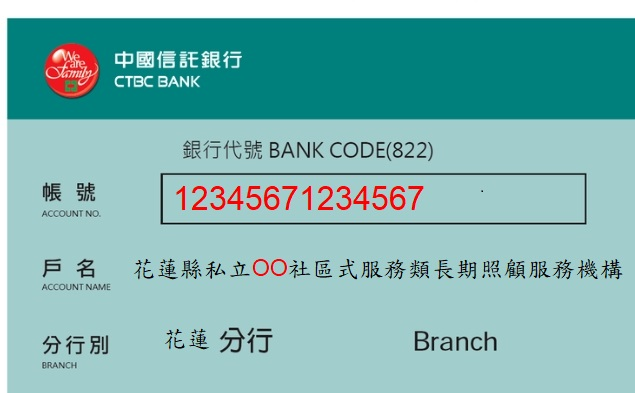 We are Family
中國信託銀行
CTBC BANK
銀行代號 BANK CODE(822)
帳 號 12345671234567
ACCOUNT NO.
戶 名 花蓮縣私立OO社區式服務類長期照顧服務機構
ACCOUNT NAME
分行別 花蓮 分行 Branch
BRANCH